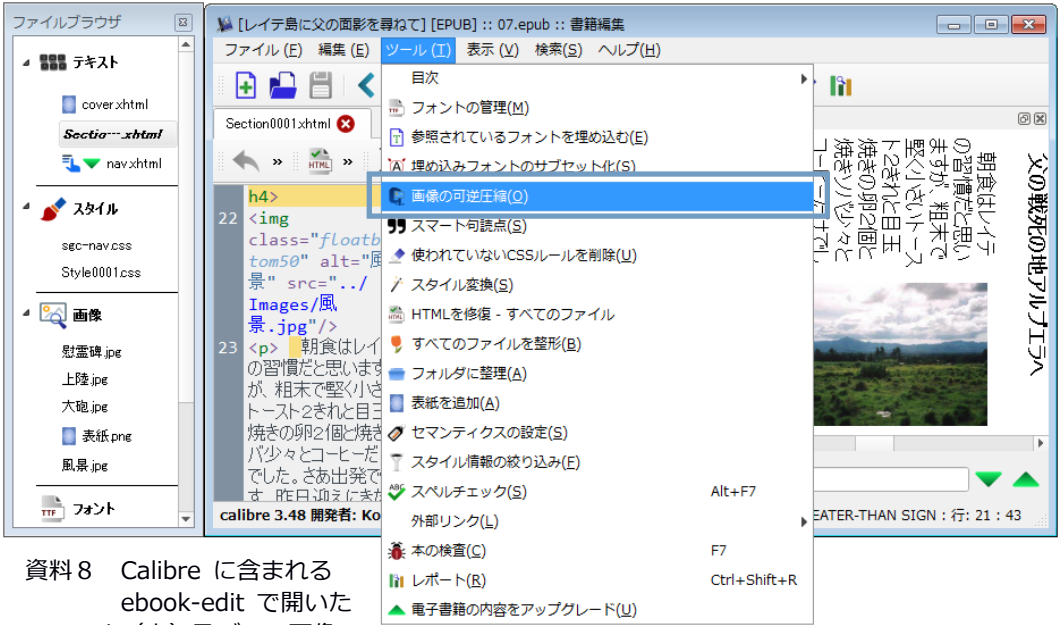 ファイルブラウザ
テキスト
cover.xhtml
Sectio---.xhtml
nav.xhtml
スタイル
sgc-nav.css
Style0001.css
画像
慰霊碑.jpg
上陸.jpg
大砲.jpg
表紙.png
風景.jpg
フォント
[レイテ島に父の面影を尋ねて] [EPUB] :: 07.epub :: 書籍編集
ファイル (F) 編集 (E) ツール (T) 表示 (V) 検索(S) ヘルプ(H)
Section0001.xhtml
h4>
22 <img
class="floatb
tom50" alt="風
景" src="../
Images/風
景.jpg"/>
23 <p> 朝食はレイ
の習慣だと思います
が、粗末で堅く小さ
トースト2きれと目玉
焼きの卵2個と焼き
バ少々とコーヒーだ
でした。さあ出発で
す 昨日迎えにきた
calibre 3.48 開発者: Ko
目次
フォントの管理(M)
参照されているフォントを埋め込む(E)
埋め込みフォントのサブセット化(S)
画像の可逆圧縮(O)
スマート句読点(S)
使われていないCSSルールを削除(U)
スタイル変換(S)
HTMLを修復 - すべてのファイル
すべてのファイルを整形(B)
フォルダに整理(A)
表紙を追加(A)
セマンティクスの設定(S)
スタイル情報の絞り込み(F)
スペルチェック(S) Alt+F7
外部リンク(L)
本の検査(C) F7
レポート(R) Ctrl+Shift+R
電子書籍の内容をアップグレード(U)
父の戦死の地アルブエラへ
朝食はレイテ
の習慣だと思い
ますが、粗末で
堅く小さいトース
ト2きれと目玉
焼きの卵2個と
焼きソバ少々と
コーヒーだけでし
EATER-THAN SIGN : 行: 21 : 43
資料８ Calibre に含まれる
ebook-edit で開いた